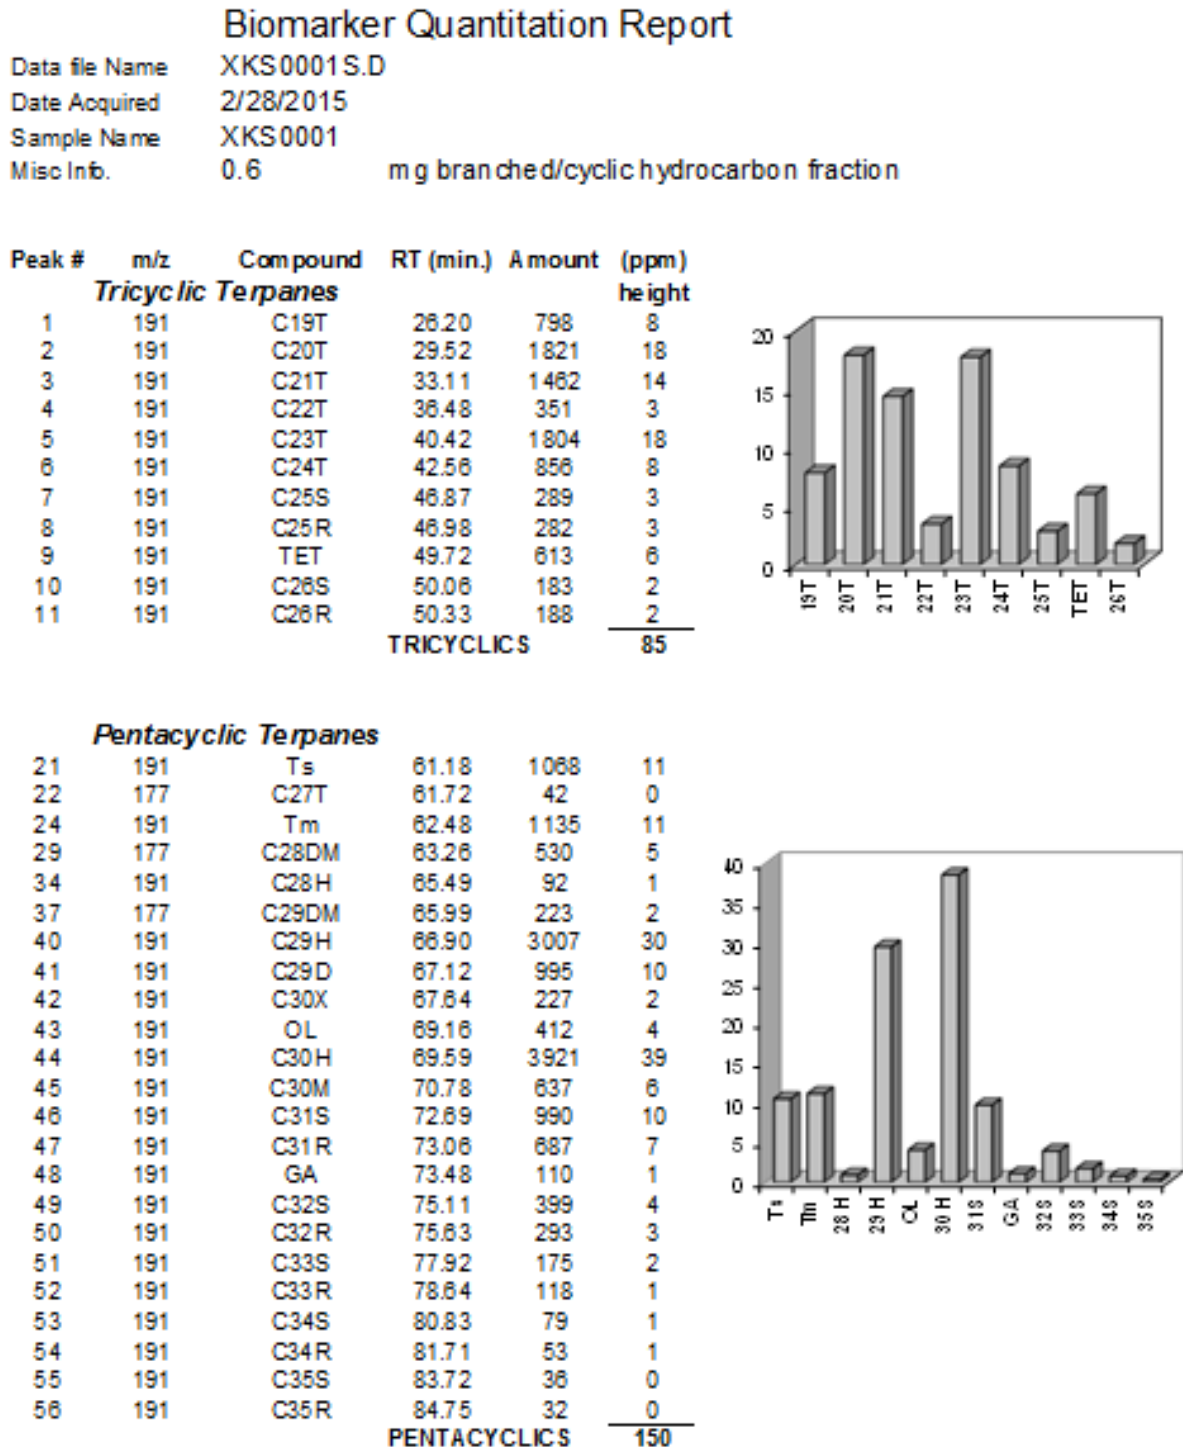 Biomarker Quantitation Report
Data file Name XKS0001S.D
Date Acquired 2/28/2015
Sample Name XKS0001
Misc Info. 0.6 mg branched/cyclic hydrocarbon fraction
Peak # m/z Compound RT (min.) Amount (ppm)
Tricyclic Terpanes height
1 191 C19T 26.20 798 8
2 191 C20T 29.52 1821 18
3 191 C21T 33.11 1462 14
4 191 C22T 36.48 351 3
5 191 C23T 40.42 1804 18
6 191 C24T 42.56 856 8
7 191 C25S 46.87 289 3
8 191 C25R 46.98 282 3
9 191 TET 49.72 613 6
10 191 C26S 50.06 183 2
11 191 C26R 50.33 188 2
TRICYCLICS 85
20
15
10
5
0
19T 20T 21T 22T 23T 24T 25T TET 26T
Pentacyclic Terpanes
21 191 Ts 61.18 1068 11
22 177 C27T 61.72 42 0
24 191 Tm 62.48 1135 11
29 177 C28DM 63.26 530 5
34 191 C28H 65.49 92 1
37 177 C29DM 65.99 223 2
40 191 C29H 66.90 3007 30
41 191 C29D 67.12 995 10
42 191 C30X 67.64 227 2
43 191 OL 69.16 412 4
44 191 C30H 69.59 3921 39
45 191 C30M 70.78 637 6
46 191 C31S 72.69 990 10
47 191 C31R 73.06 687 7
48 191 GA 73.48 110 1
49 191 C32S 75.11 399 4
50 191 C32R 75.63 293 3
51 191 C33S 77.92 175 2
52 191 C33R 78.64 118 1
53 191 C34S 80.83 79 1
54 191 C34R 81.71 53 1
55 191 C35S 83.72 36 0
56 191 C35R 84.75 32 0
PENTACYCLICS 150
40
35
30
25
20
15
10
5
0
Ts Tm 28H 29H OL 30H 31S GA 32S 33S 34S 35S